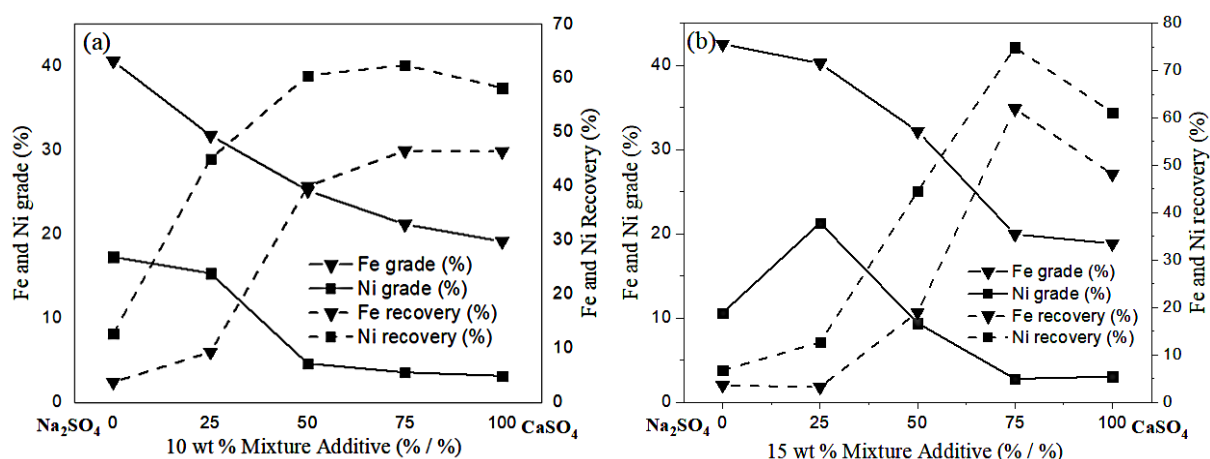 (a)
Fe and Ni grade (%)
40
30
20
10
0
70
60
50
40
30
20
10
0
Fe and Ni Recovery (%)
Fe grade (%)
Ni grade (%)
Fe recovery (%)
Ni recovery (%)
Na₂SO₄ 0 25 50 75 100 CaSO₄
10 wt % Mixture Additive (% / %)
(b)
Fe and Ni grade (%)
40
30
20
10
0
80
70
60
50
40
30
20
10
0
Fe and Ni recovery (%)
Fe grade (%)
Ni grade (%)
Fe recovery (%)
Ni recovery (%)
Na₂SO₄ 0 25 50 75 100 CaSO₄
15 wt % Mixture Additive (% / %)